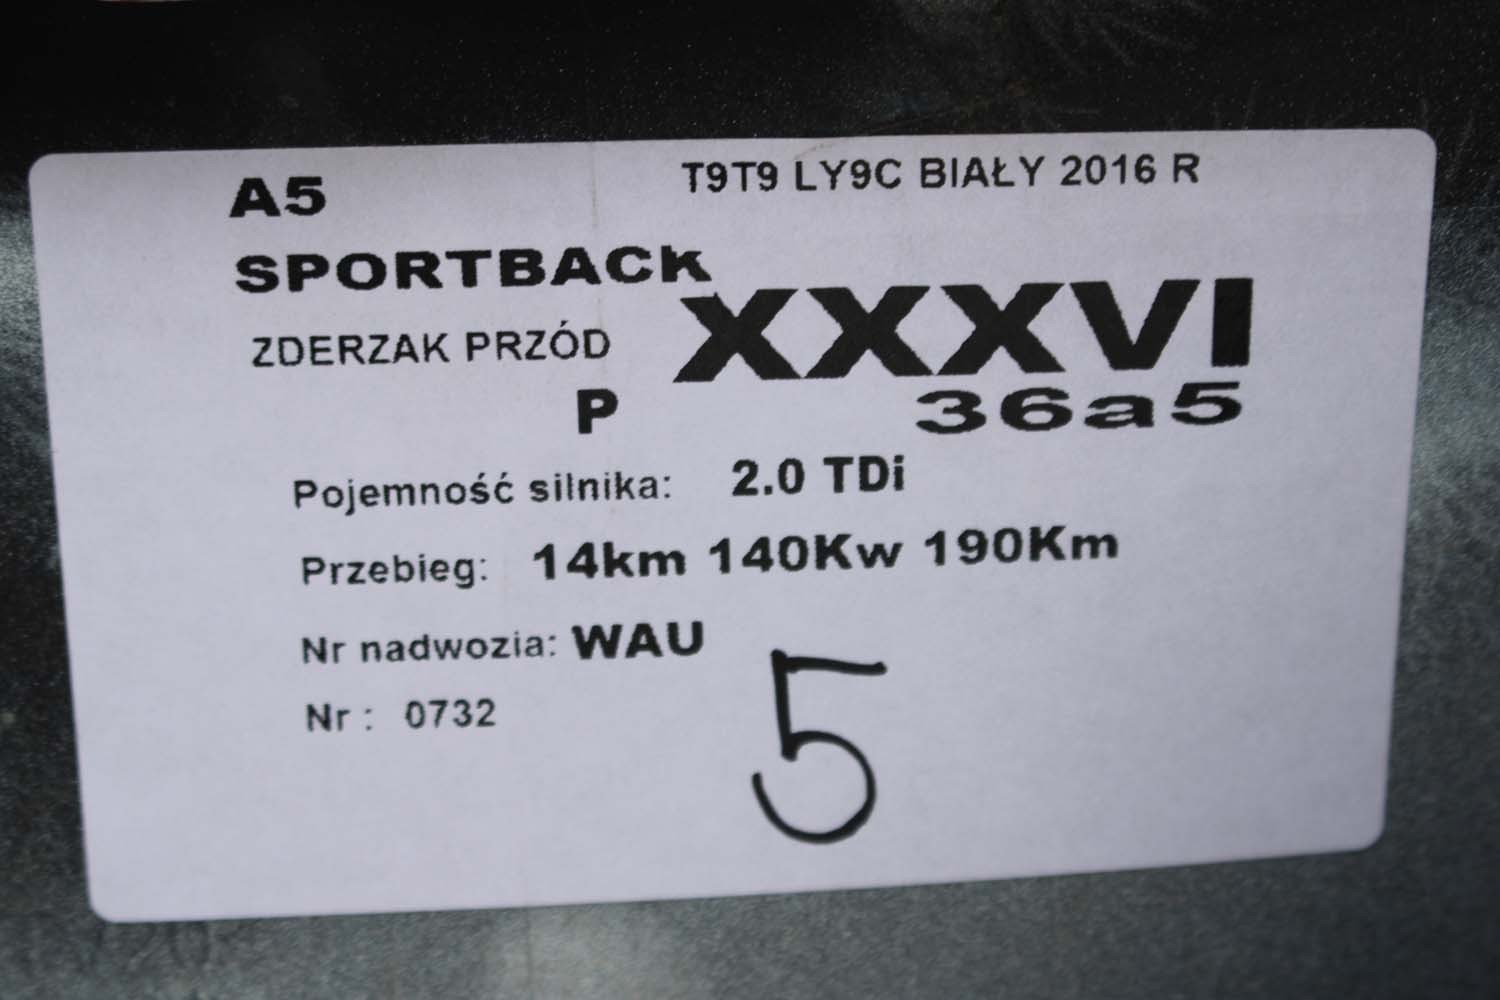 A5
T9T9 LY9C BIAŁY 2016 R
SPORTBACk
ZDERZAK PRZÓD
XXXVI
P
36a5
Pojemność silnika: 2.0 TDi
Przebieg: 14km 140Kw 190Km
Nr nadwozia: WAU
Nr : 0732
5